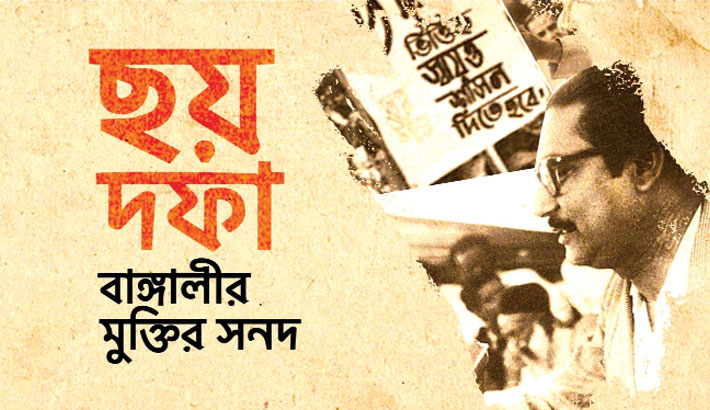 ছয়
দফা
বাঙ্গালীর
মুক্তির সনদ
স্বায়ত্ত
শাসন
দিতে হবে।